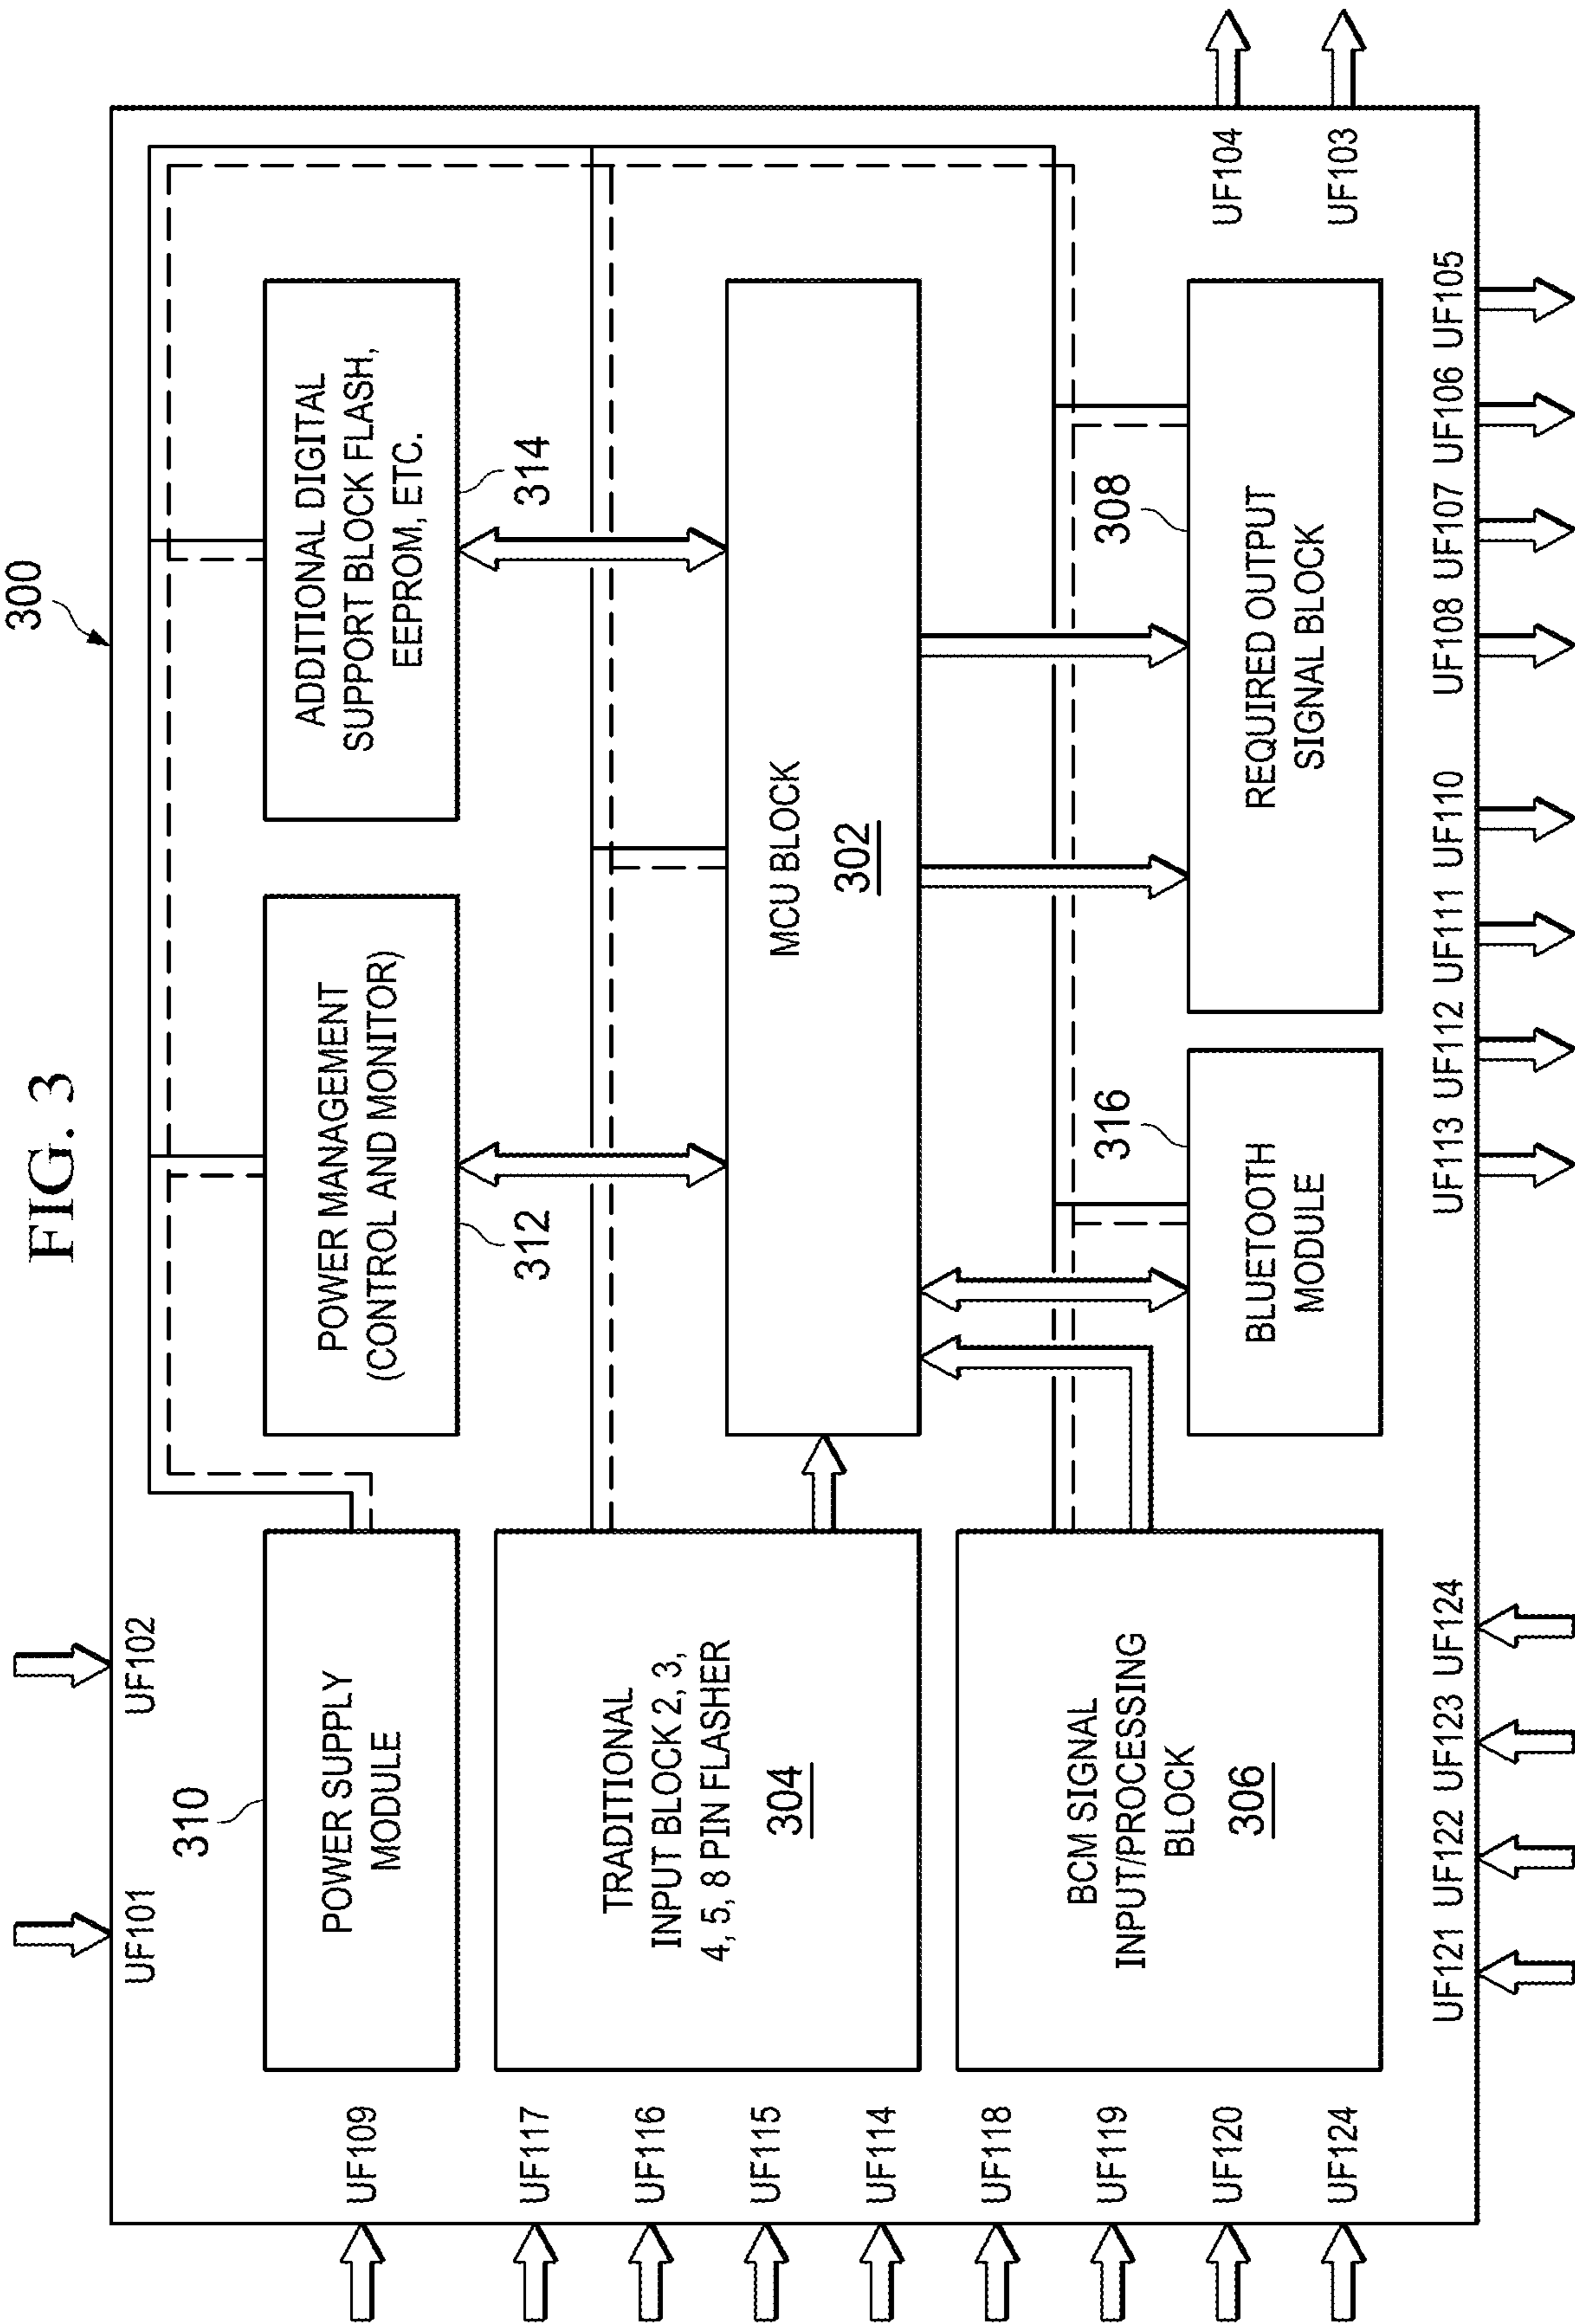 FIG. 3
300
UF101
UF102
310
POWER SUPPLY
MODULE
POWER MANAGEMENT
(CONTROL AND MONITOR)
312
ADDITIONAL DIGITAL
SUPPORT BLOCK FLASH,
EEPROM, ETC.
314
TRADITIONAL
INPUT BLOCK 2, 3,
4, 5, 8 PIN FLASHER
304
MCU BLOCK
302
BCM SIGNAL
INPUT/PROCESSING
BLOCK
306
316
BLUETOOTH
MODULE
308
REQUIRED OUTPUT
SIGNAL BLOCK
UF109
UF117
UF116
UF115
UF114
UF118
UF119
UF120
UF124
UF104
UF103
UF121 UF122 UF123 UF124
UF113 UF112 UF111 UF110
UF108 UF107 UF106 UF105